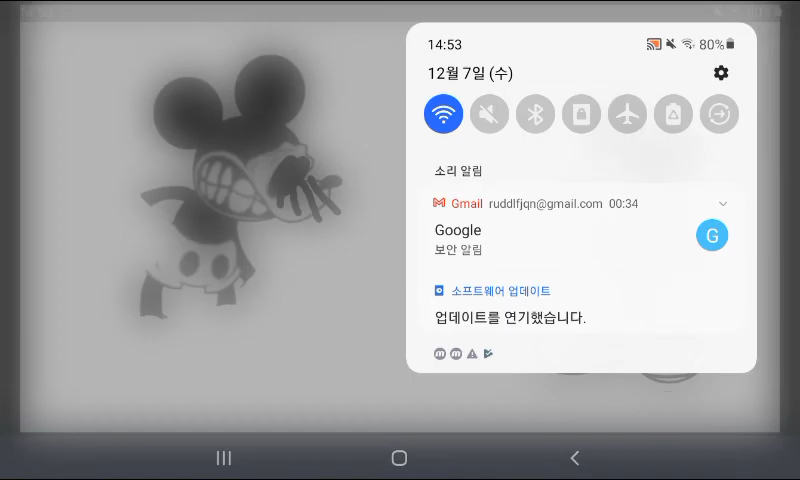 14:53
80%
12월 7일 (수)
소리 알림
Gmail ruddlfjqn@gmail.com 00:34
Google
G
보안 알림
소프트웨어 업데이트
업데이트를 연기했습니다.